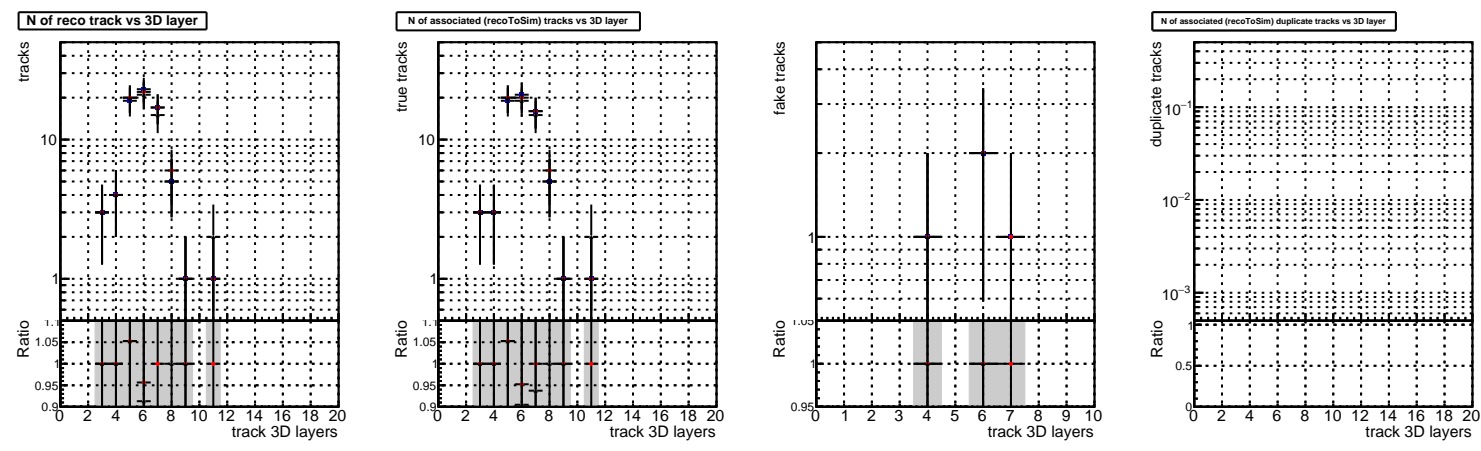 N of reco track vs 3D layer
tracks
10
1
Ratio
1.1
1.05
1
0.95
0.9
0 2 4 6 8 10 12 14 16 18 20
track 3D layers
N of associated (recoToSim) tracks vs 3D layer
true tracks
10
1
Ratio
1.1
1.05
1
0.95
0.9
0 2 4 6 8 10 12 14 16 18 20
track 3D layers
fake tracks
1
Ratio
1.05
1
0.95
0 1 2 3 4 5 6 7 8 9 10
track 3D layers
N of associated (recoToSim) duplicate tracks vs 3D layer
duplicate tracks
10⁻¹
10⁻²
10⁻³
Ratio
1
0.5
0
0 2 4 6 8 10 12 14 16 18 20
track 3D layers